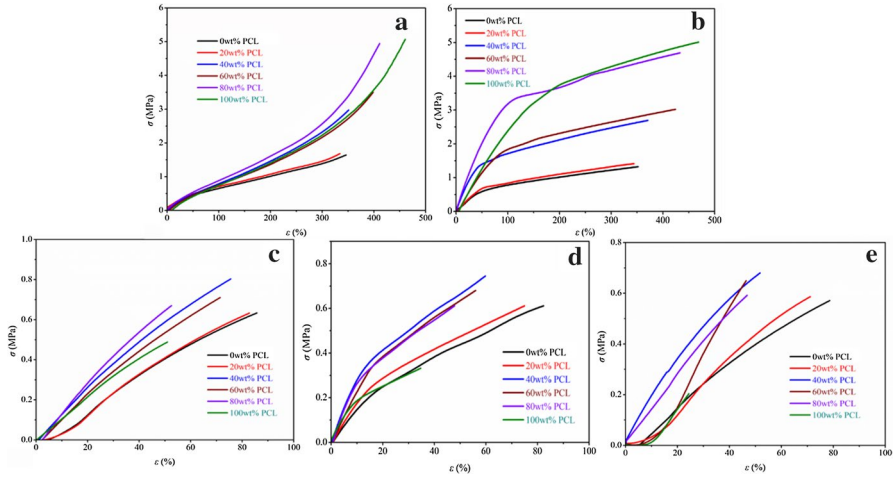 a
6
5
4
3
2
1
0
σ (MPa)
0wt% PCL
20wt% PCL
40wt% PCL
60wt% PCL
80wt% PCL
100wt% PCL
0 100 200 300 400 500
ε (%)
b
6
5
4
3
2
1
0
σ (MPa)
0wt% PCL
20wt% PCL
40wt% PCL
60wt% PCL
80wt% PCL
100wt% PCL
0 100 200 300 400 500
ε (%)
c
1.0
0.8
0.6
0.4
0.2
0.0
σ (MPa)
0wt% PCL
20wt% PCL
40wt% PCL
60wt% PCL
80wt% PCL
100wt% PCL
0 20 40 60 80 100
ε (%)
d
0.8
0.6
0.4
0.2
0.0
σ (MPa)
0wt% PCL
20wt% PCL
40wt% PCL
60wt% PCL
80wt% PCL
100wt% PCL
0 20 40 60 80 100
ε (%)
e
0.8
0.6
0.4
0.2
0.0
σ (MPa)
0wt% PCL
20wt% PCL
40wt% PCL
60wt% PCL
80wt% PCL
100wt% PCL
0 20 40 60 80 100
ε (%)